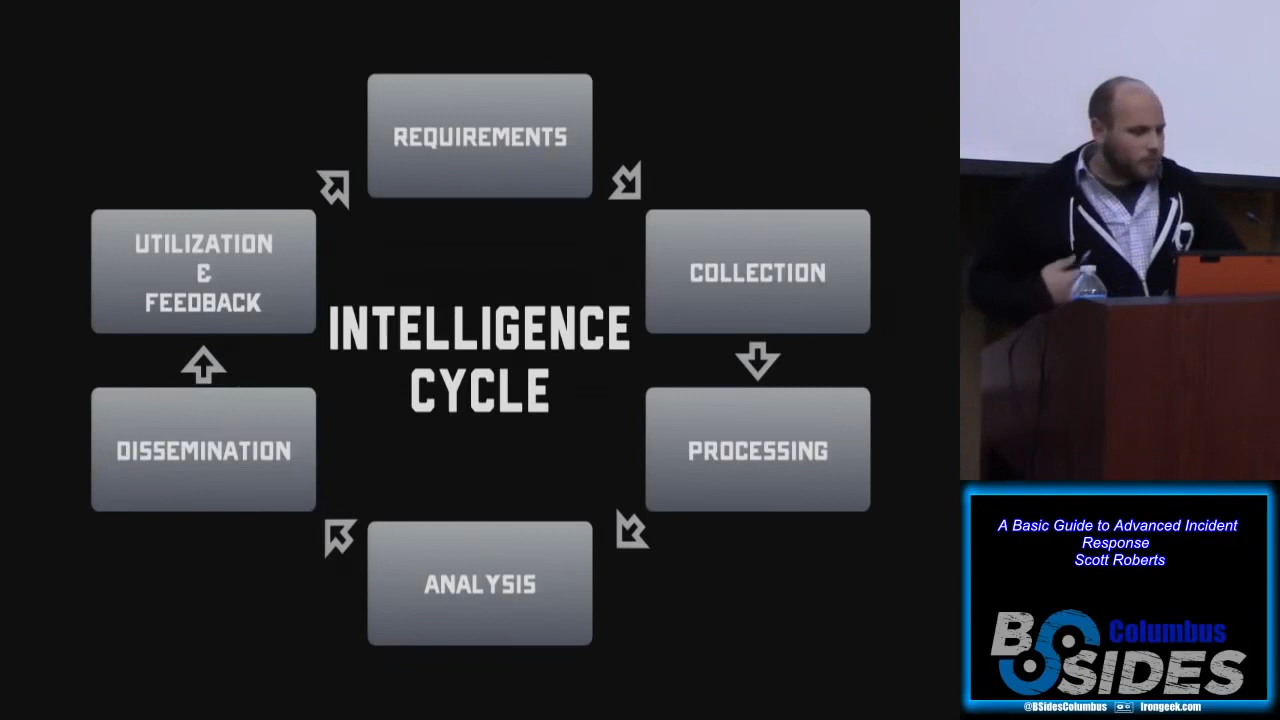 REQUIREMENTS
UTILIZATION
&
FEEDBACK
COLLECTION
INTELLIGENCE
CYCLE
DISSEMINATION
PROCESSING
ANALYSIS
A Basic Guide to Advanced Incident
Response
Scott Roberts
BSIDES
Columbus
@BSidesColumbus Irongeek.com